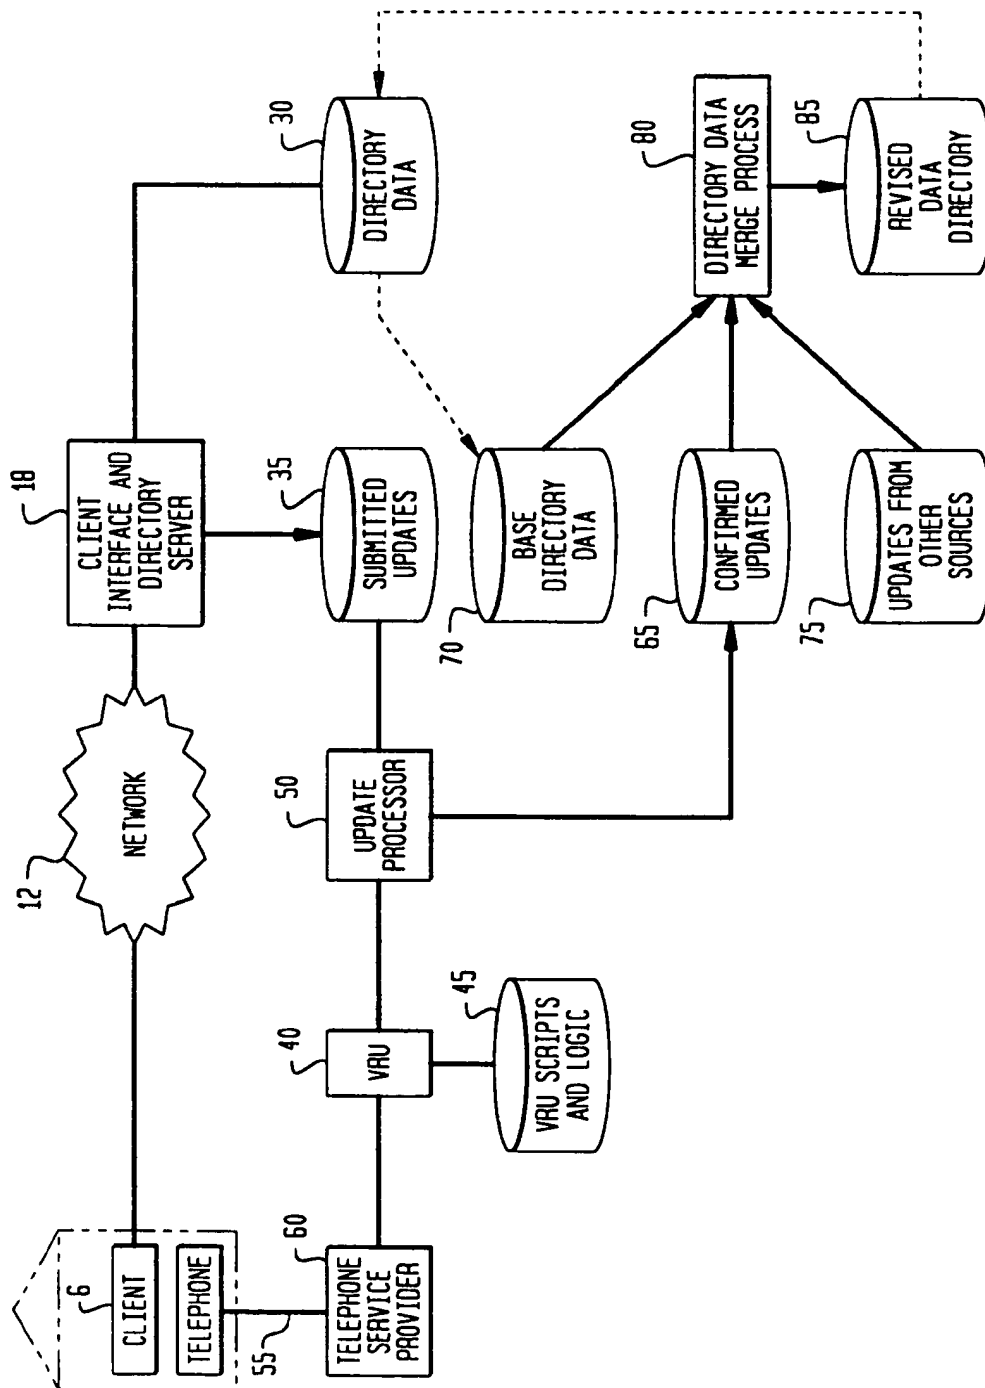 6
CLIENT
TELEPHONE
55
12
NETWORK
18
CLIENT
INTERFACE AND
DIRECTORY
SERVER
60
TELEPHONE
SERVICE
PROVIDER
40
VRU
45
VRU SCRIPTS
AND LOGIC
50
UPDATE
PROCESSOR
35
SUBMITTED
UPDATES
30
DIRECTORY
DATA
70
BASE
DIRECTORY
DATA
65
CONFIRMED
UPDATES
75
UPDATES FROM
OTHER
SOURCES
80
DIRECTORY DATA
MERGE PROCESS
85
REVISED
DATA
DIRECTORY